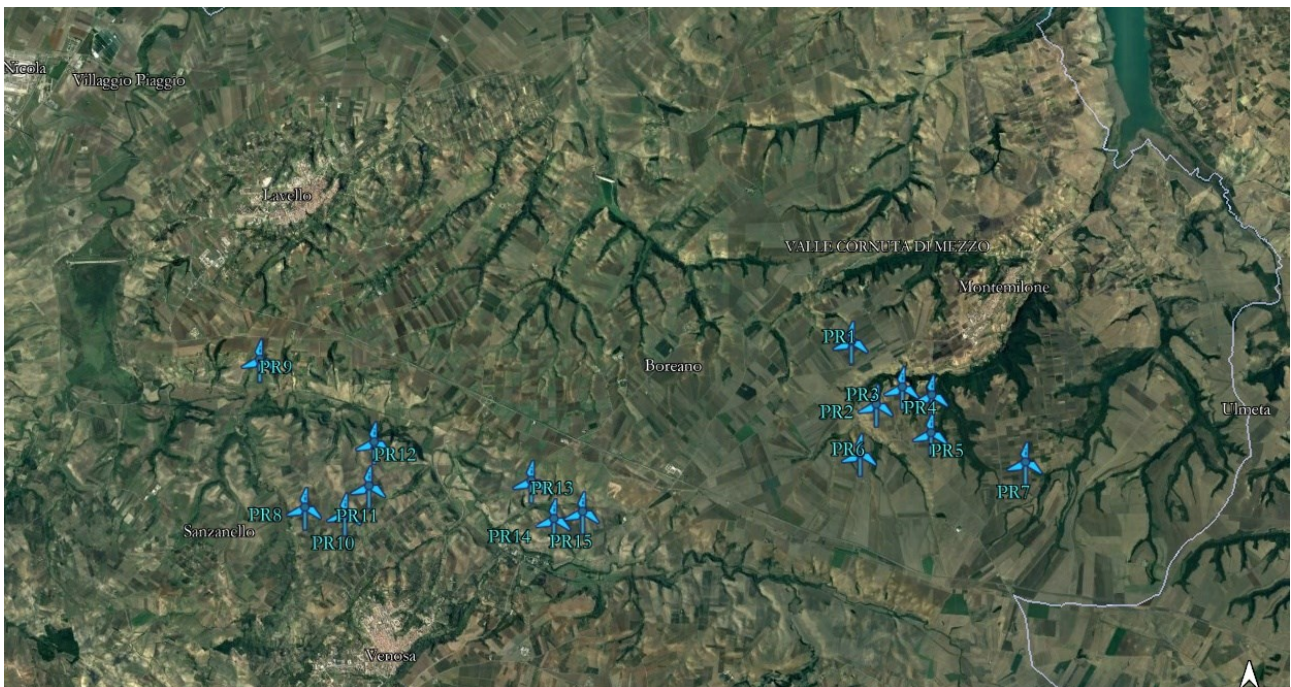 Nicola
Villaggio Piaggio
Lavello
VALLE CORNUTA DI MEZZO
Montemilone
PR1
PR9
Boreano
PR3
PR2
PR4
Ulmeta
PR12
PR6
PR5
PR7
PR13
PR8
PR11
Sanzanello
PR10
PR14
PR15
Venosa